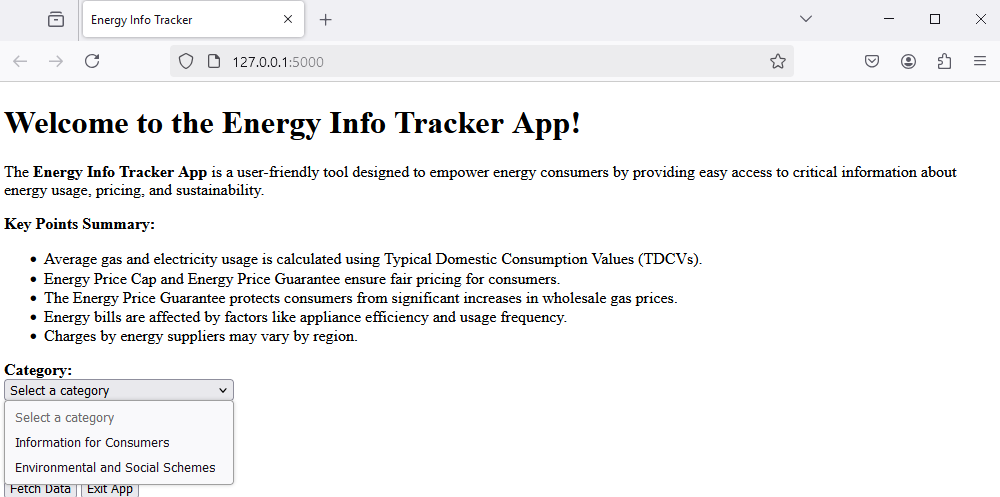 Energy Info Tracker
127.0.0.1:5000
Welcome to the Energy Info Tracker App!
The Energy Info Tracker App is a user-friendly tool designed to empower energy consumers by providing easy access to critical information about
energy usage, pricing, and sustainability.
Key Points Summary:
Average gas and electricity usage is calculated using Typical Domestic Consumption Values (TDCVs).
Energy Price Cap and Energy Price Guarantee ensure fair pricing for consumers.
The Energy Price Guarantee protects consumers from significant increases in wholesale gas prices.
Energy bills are affected by factors like appliance efficiency and usage frequency.
Charges by energy suppliers may vary by region.
Category:
Select a category
Select a category
Information for Consumers
Environmental and Social Schemes
Fetch Data Exit App